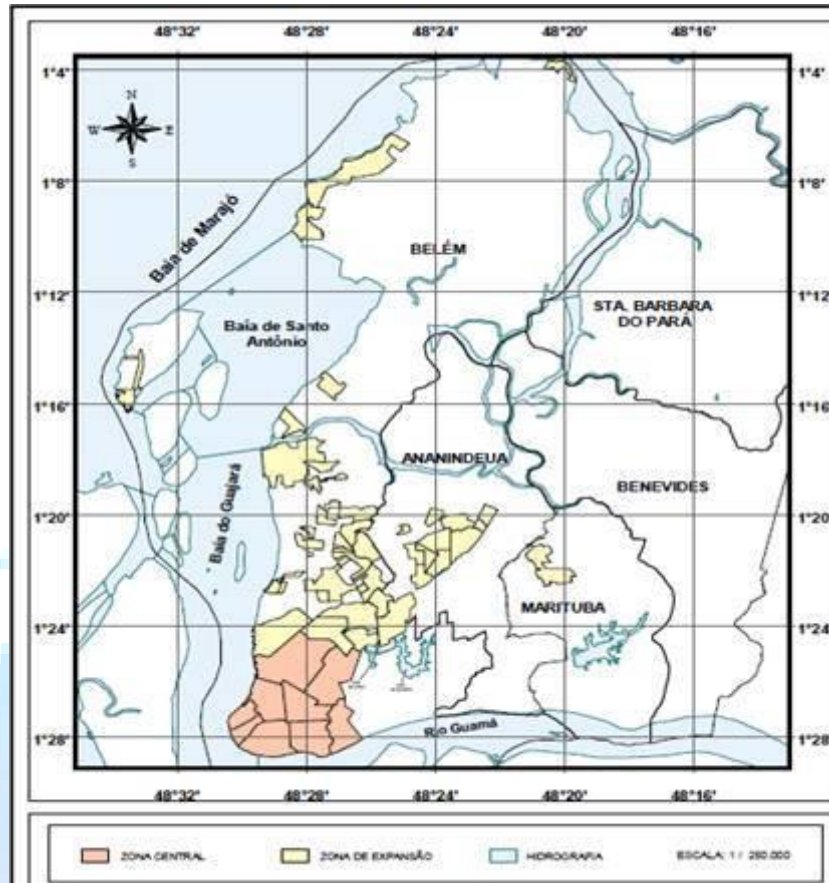 48°32' 48°28' 48°24' 48°20' 48°16'
1°4' 1°4'
N
W E
S
1°8' 1°8'
Baía de Marajó
BELÉM
1°12' 1°12'
STA. BARBARA
DO PARÁ
Baía de Santo
Antônio
1°16' 1°16'
ANANINDEUA
BENEVIDES
1°20' 1°20'
Baía do Guajará
MARITUBA
1°24' 1°24'
Rio Guamá
1°28' 1°28'
48°32' 48°28' 48°24' 48°20' 48°16'
ZONA CENTRAL ZONA DE EXPANSÃO HIDROGRAFIA ESCALA: 1 / 250.000